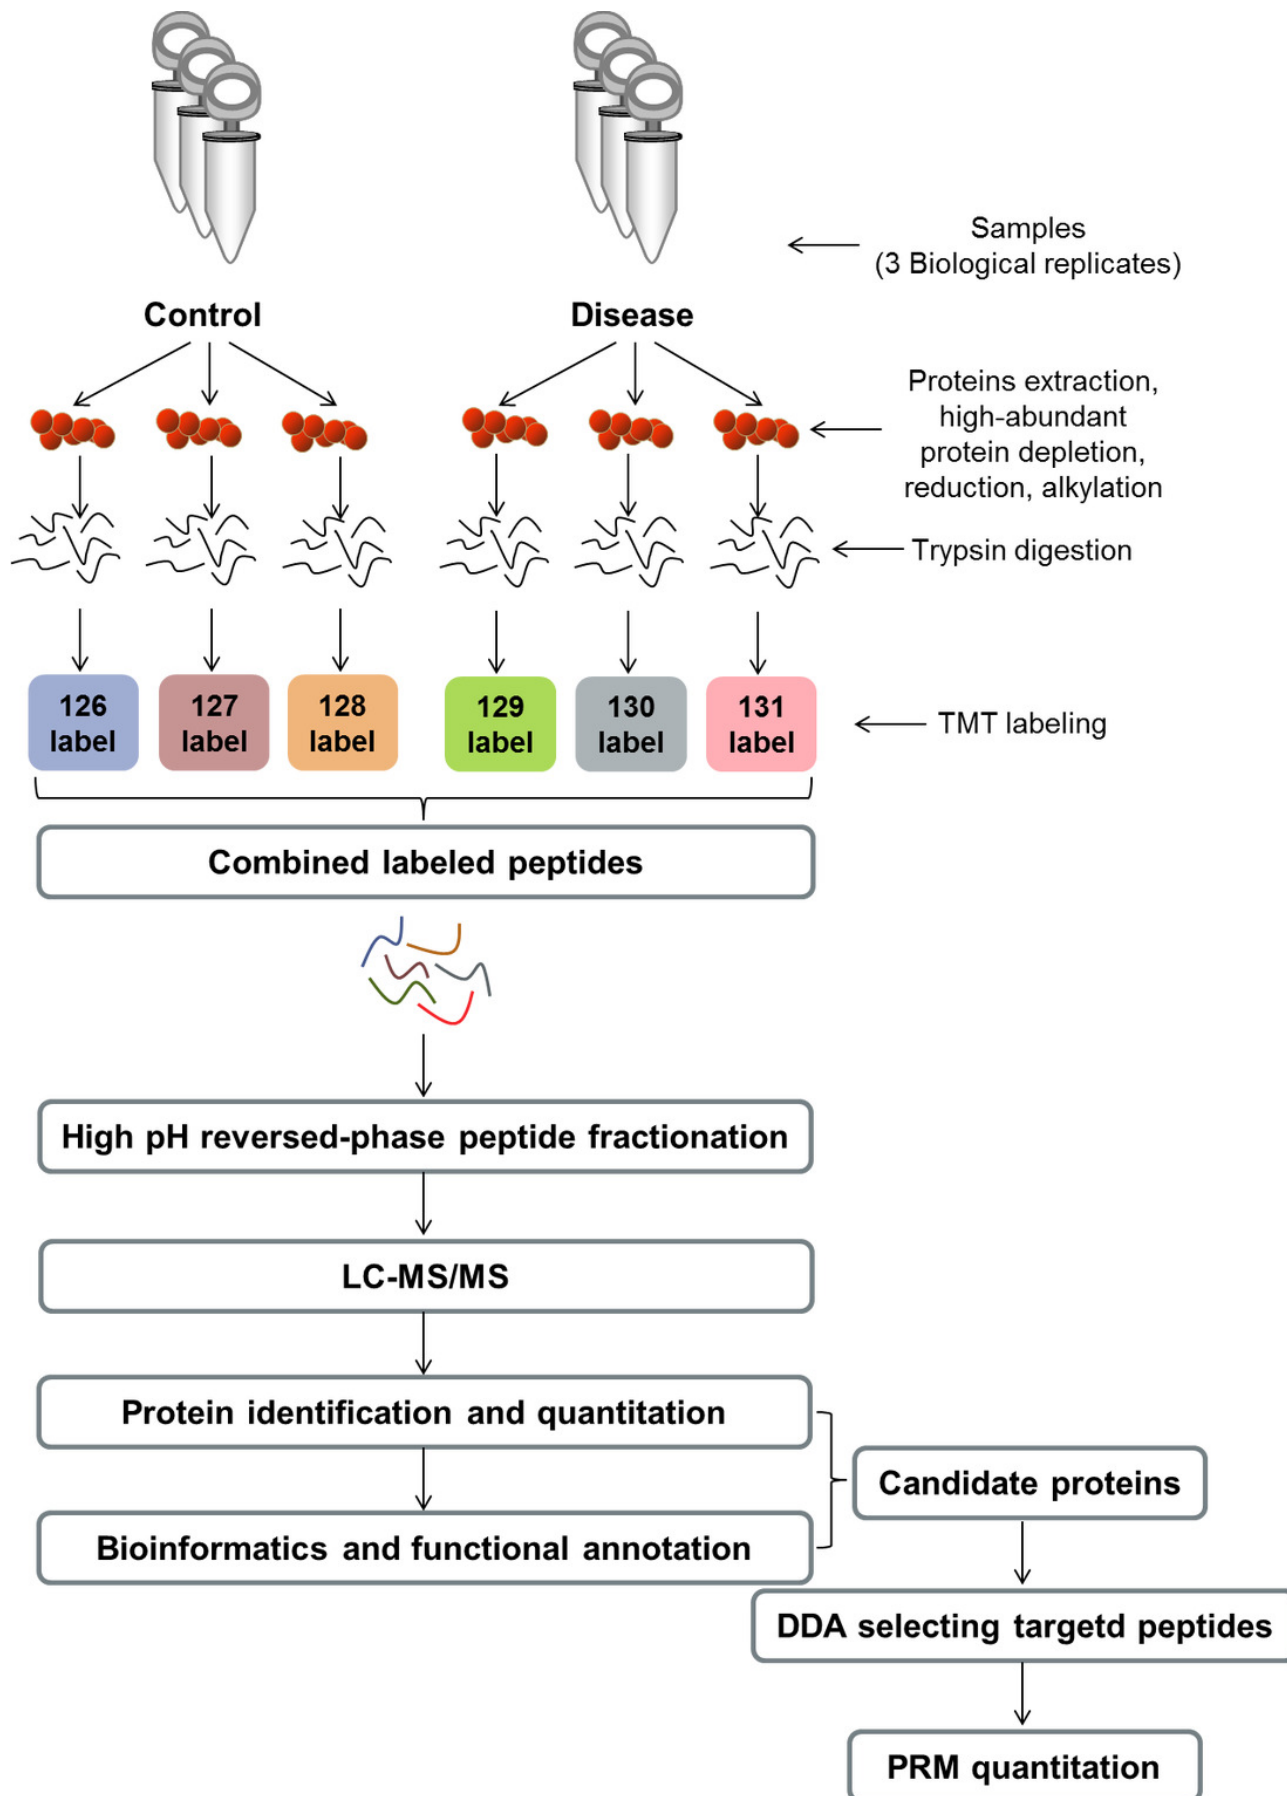 Samples
(3 Biological replicates)
Control
Disease
Proteins extraction,
high-abundant
protein depletion,
reduction, alkylation
Trypsin digestion
126
label
127
label
128
label
129
label
130
label
131
label
TMT labeling
Combined labeled peptides
High pH reversed-phase peptide fractionation
LC-MS/MS
Protein identification and quantitation
Candidate proteins
Bioinformatics and functional annotation
DDA selecting targetd peptides
PRM quantitation